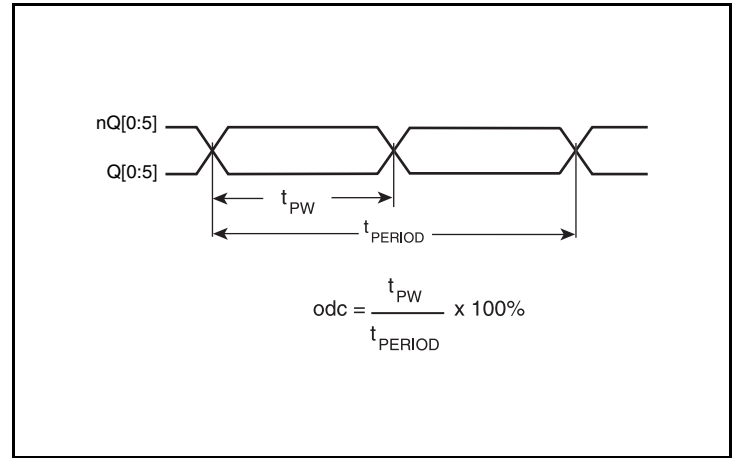 nQ[0:5]
Q[0:5]
tPW
tPERIOD
odc = tPW / tPERIOD x 100%